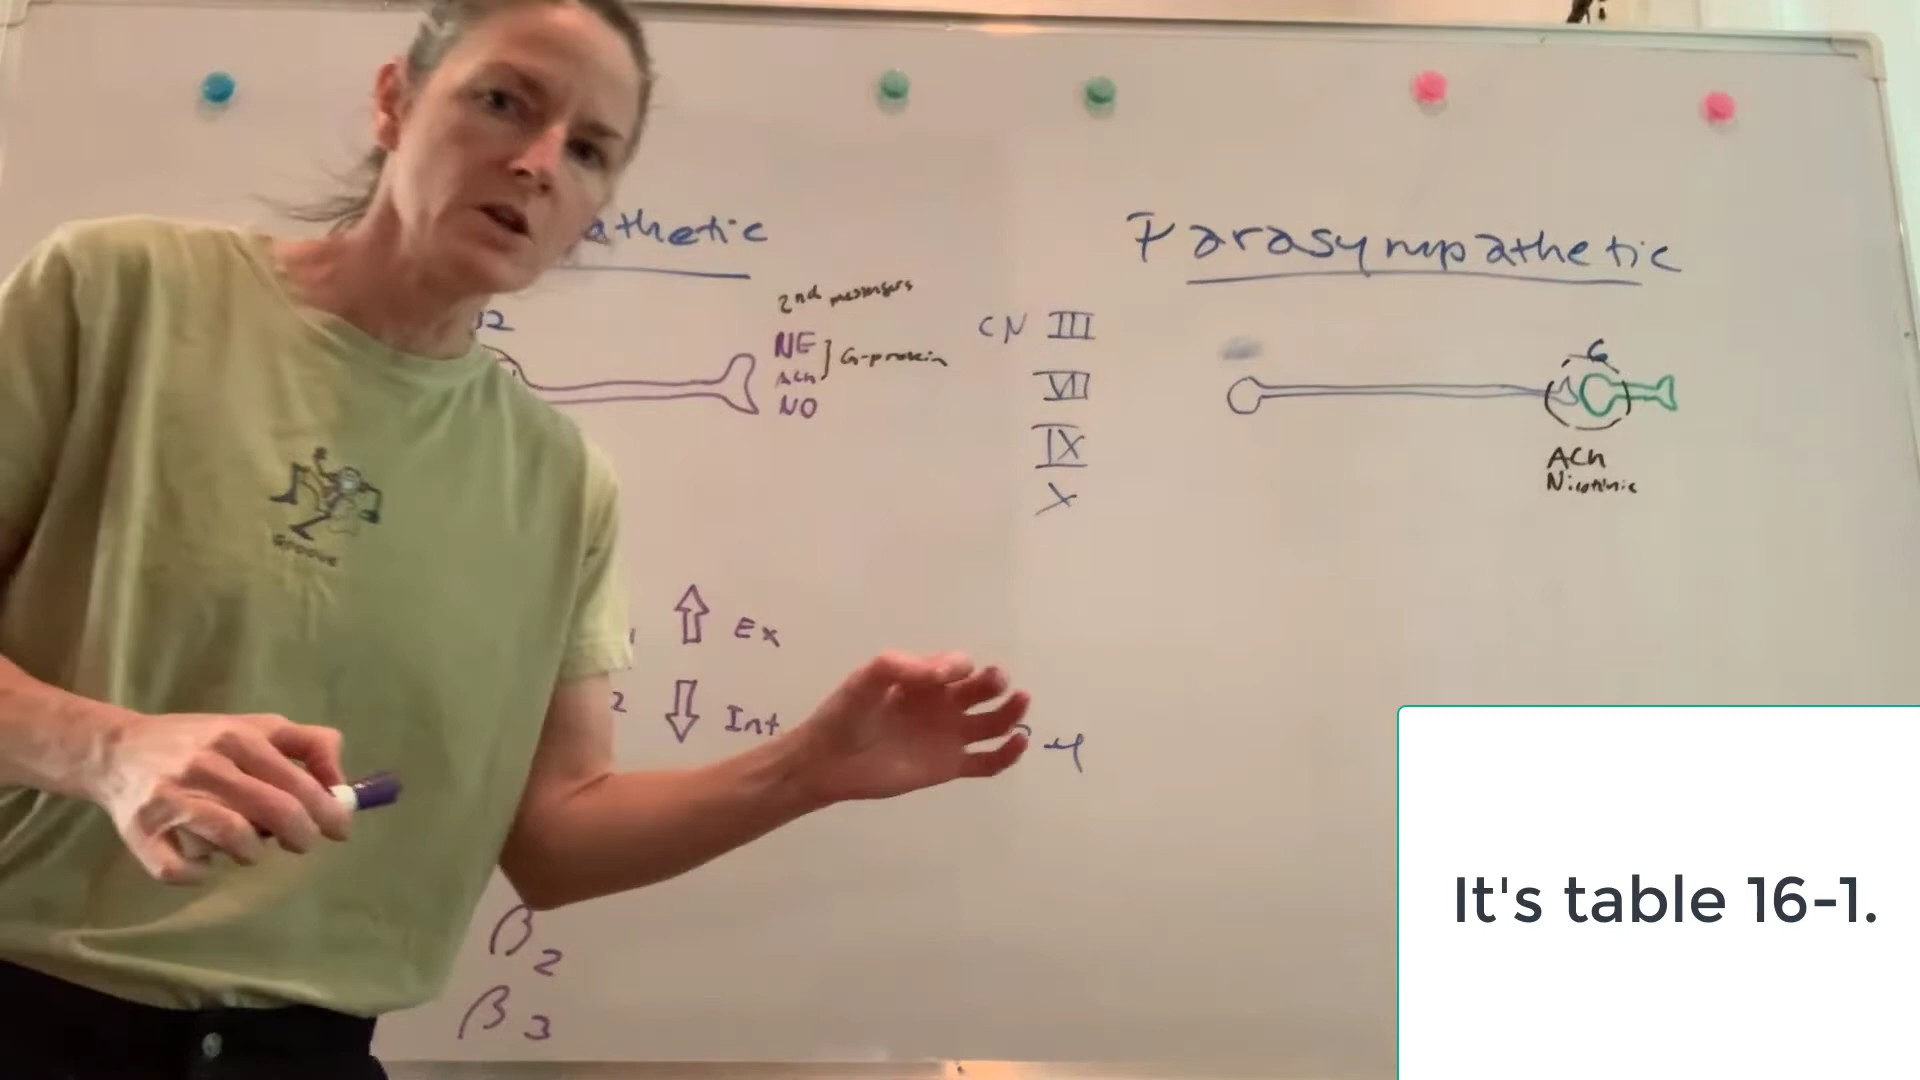 athetic
2nd messengers
NE
ACh
NO
G-protein
CN III
VII
IX
X
Ex
2
Int
β2
β3
Parasympathetic
G
ACh
Nicotinic
Groove
It's table 16-1.